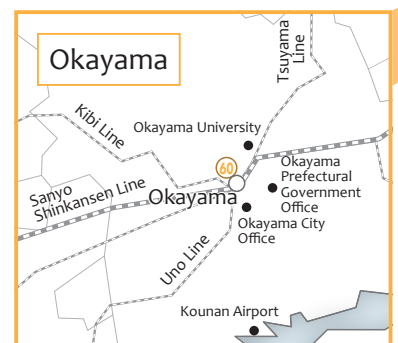 Okayama
Tsuyama
Line
Kibi Line
Okayama University
60
Okayama
Prefectural
Government
Office
Sanyo
Shinkansen Line
Okayama
Okayama City
Office
Uno Line
Kounan Airport